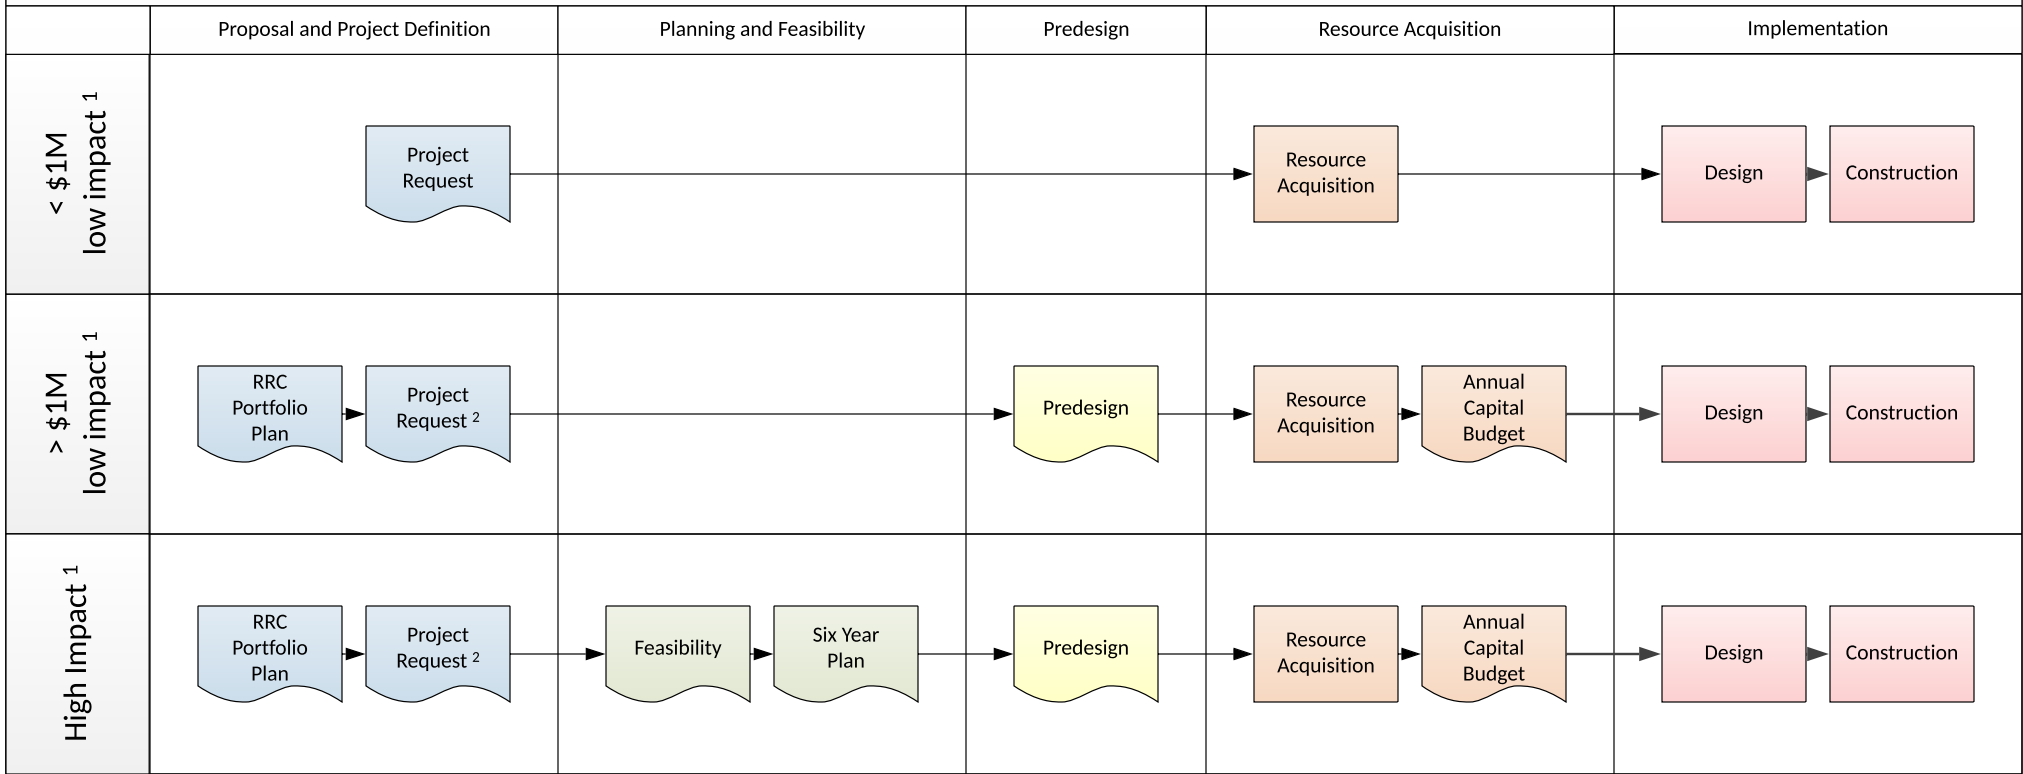 Proposal and Project Definition
Planning and Feasibility
Predesign
Resource Acquisition
Implementation
< $1M
low impact 1
Project
Request
Resource
Acquisition
Design
Construction
> $1M
low impact 1
RRC
Portfolio
Plan
Project
Request 2
Predesign
Resource
Acquisition
Annual
Capital
Budget
Design
Construction
High Impact 1
RRC
Portfolio
Plan
Project
Request 2
Feasibility
Six Year
Plan
Predesign
Resource
Acquisition
Annual
Capital
Budget
Design
Construction